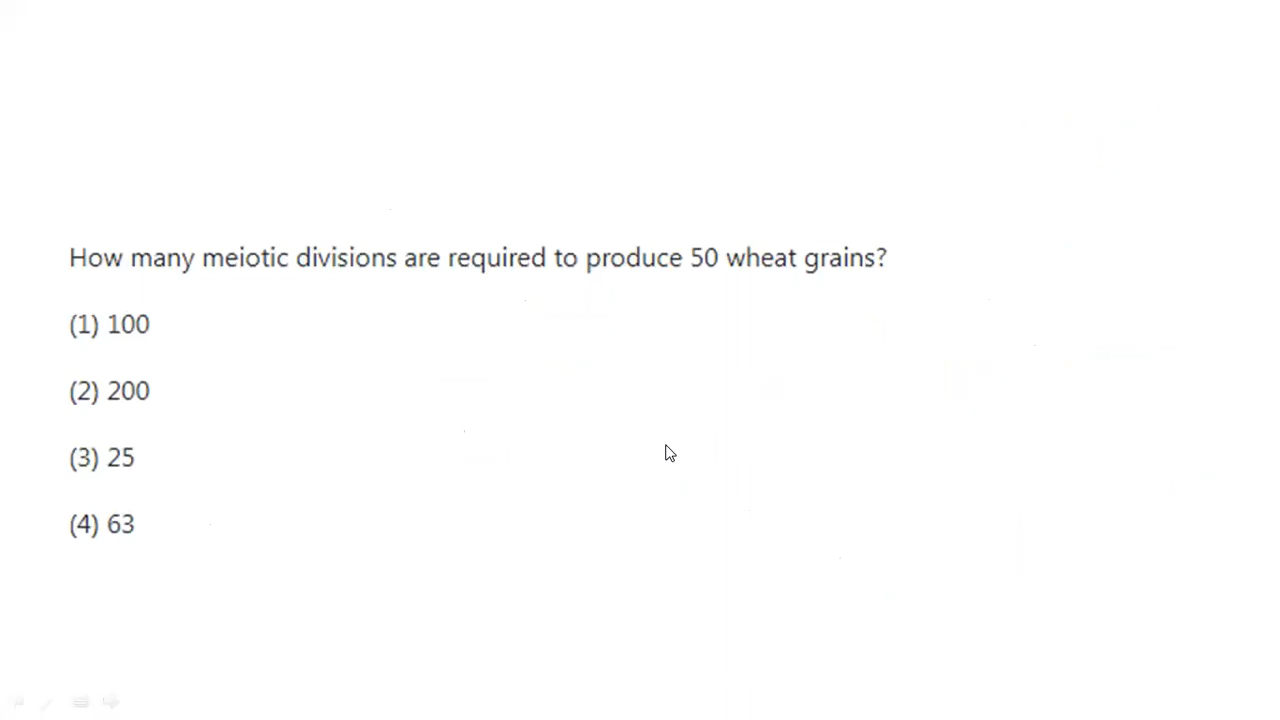 How many meiotic divisions are required to produce 50 wheat grains?
(1) 100
(2) 200
(3) 25
(4) 63